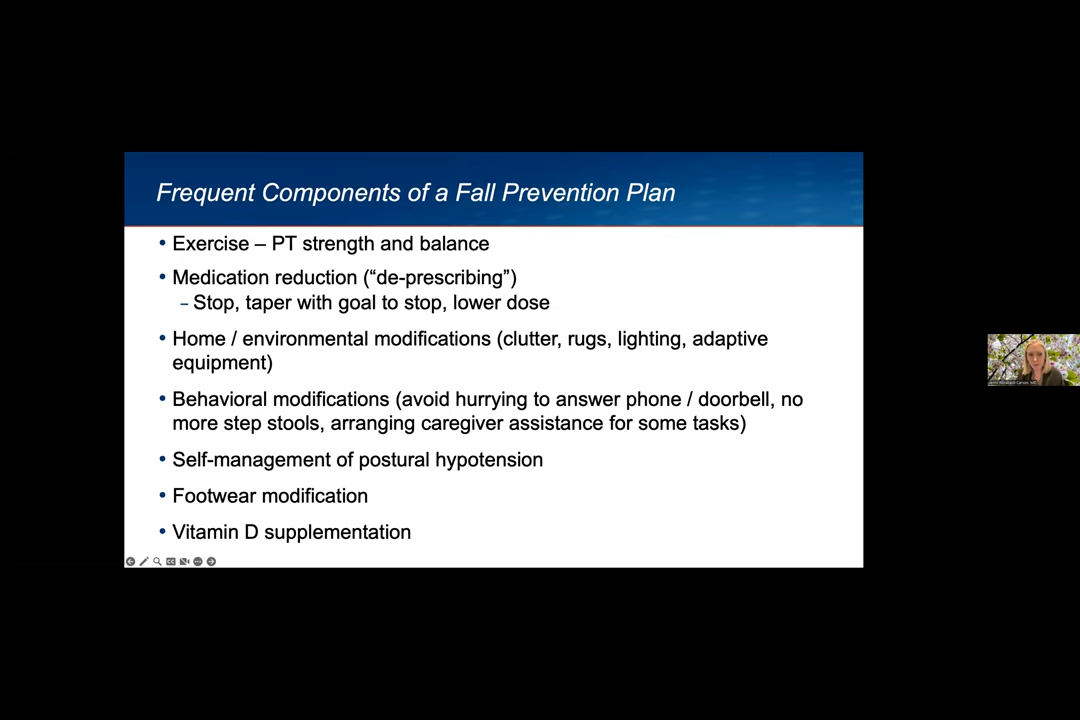 Frequent Components of a Fall Prevention Plan
• Exercise – PT strength and balance
• Medication reduction (“de-prescribing”)
– Stop, taper with goal to stop, lower dose
• Home / environmental modifications (clutter, rugs, lighting, adaptive
equipment)
• Behavioral modifications (avoid hurrying to answer phone / doorbell, no
more step stools, arranging caregiver assistance for some tasks)
• Self-management of postural hypotension
• Footwear modification
• Vitamin D supplementation